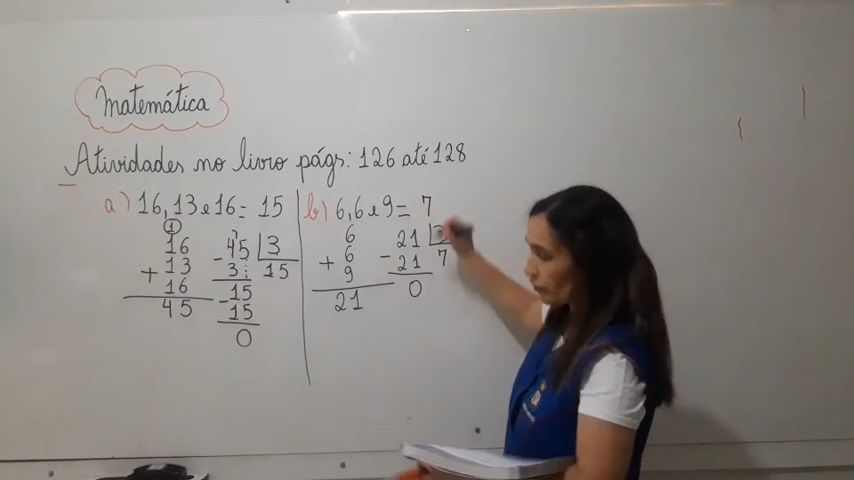 Matemática
Atividades no livro págs: 126 até 128
a) 16, 13 e 16 = 15
1
16
+ 13
16
45
- 45 | 3
3 15
15
- 15
0
b) 6, 6 e 9 = 7
6
6
+ 9
21
- 21 | 3
21 7
0